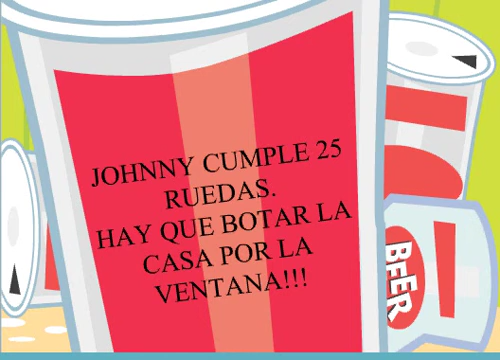 JOHNNY CUMPLE 25
RUEDAS.
HAY QUE BOTAR LA
CASA POR LA
VENTANA!!!
BEER